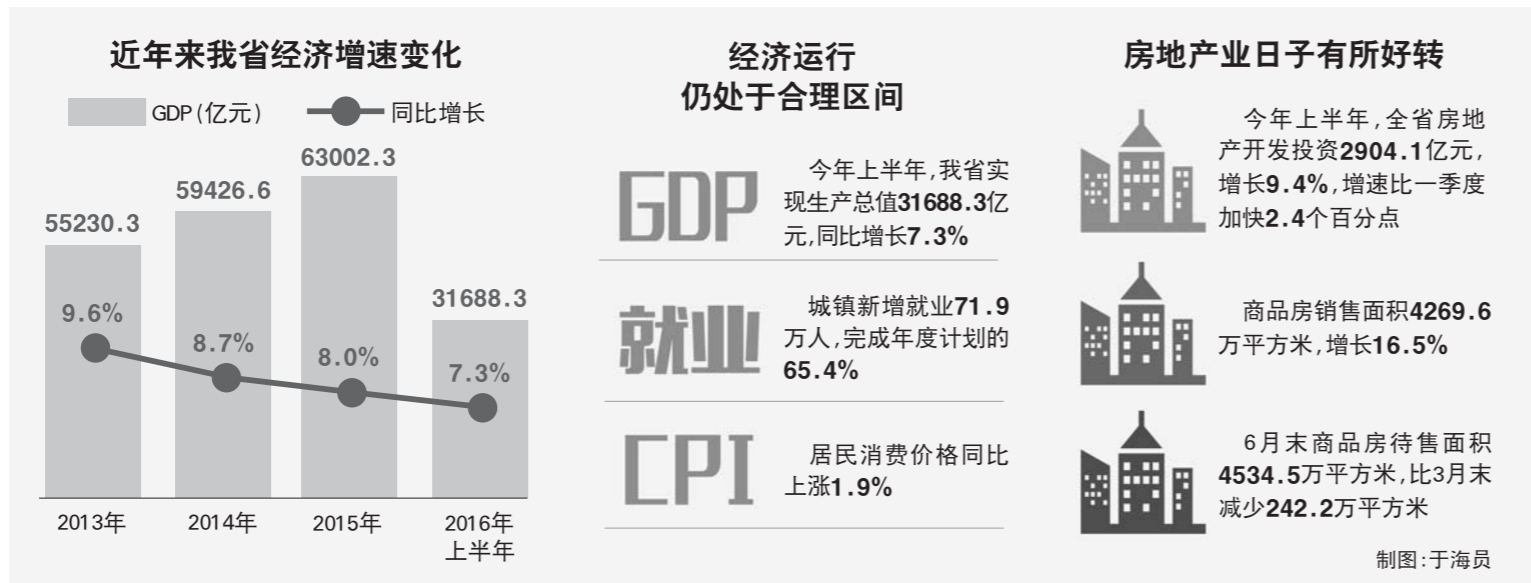 近年来我省经济增速变化
GDP(亿元)
同比增长
55230.3
59426.6
63002.3
31688.3
9.6%
8.7%
8.0%
7.3%
2013年
2014年
2015年
2016年
上半年
经济运行
仍处于合理区间
GDP
今年上半年,我省实
现生产总值31688.3亿
元,同比增长7.3%
就业
城镇新增就业71.9
万人,完成年度计划的
65.4%
CPI
居民消费价格同比
上涨1.9%
房地产业日子有所好转
今年上半年,全省房地
产开发投资2904.1亿元,
增长9.4%,增速比一季度
加快2.4个百分点
商品房销售面积4269.6
万平方米,增长16.5%
6月末商品房待售面积
4534.5万平方米,比3月末
减少242.2万平方米
制图:于海员